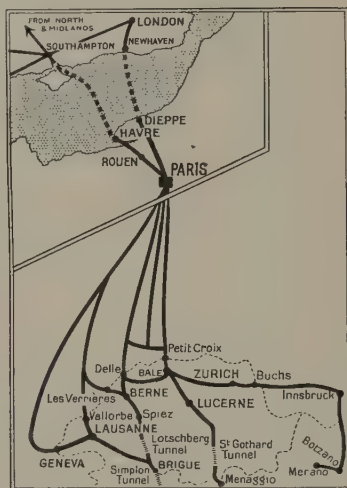 FROM NORTH
& MIDLANDS
LONDON
SOUTHAMPTON
NEWHAVEN
DIEPPE
HAVRE
ROUEN
PARIS
Petit Croix
Delle
BALE
ZURICH
Buchs
Innsbruck
Les Verrières
BERNE
Vallorbe
Spiez
LUCERNE
LAUSANNE
Lotschberg
Tunnel
St Gothard
Tunnel
Botzano
GENEVA
Simplon
Tunnel
BRIGUE
Menaggio
Merano